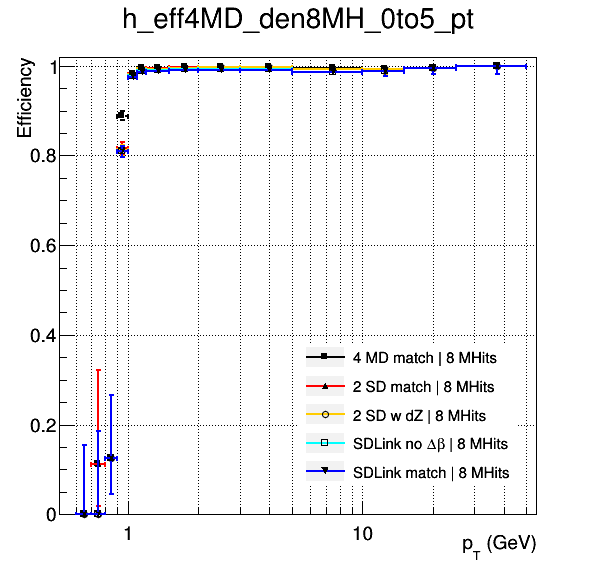 h_eff4MD_den8MH_0to5_pt
Efficiency
1
0.8
0.6
0.4
0.2
0
4 MD match | 8 MHits
2 SD match | 8 MHits
2 SD w dZ | 8 MHits
SDLink no Δβ | 8 MHits
SDLink match | 8 MHits
1
10
p_T (GeV)